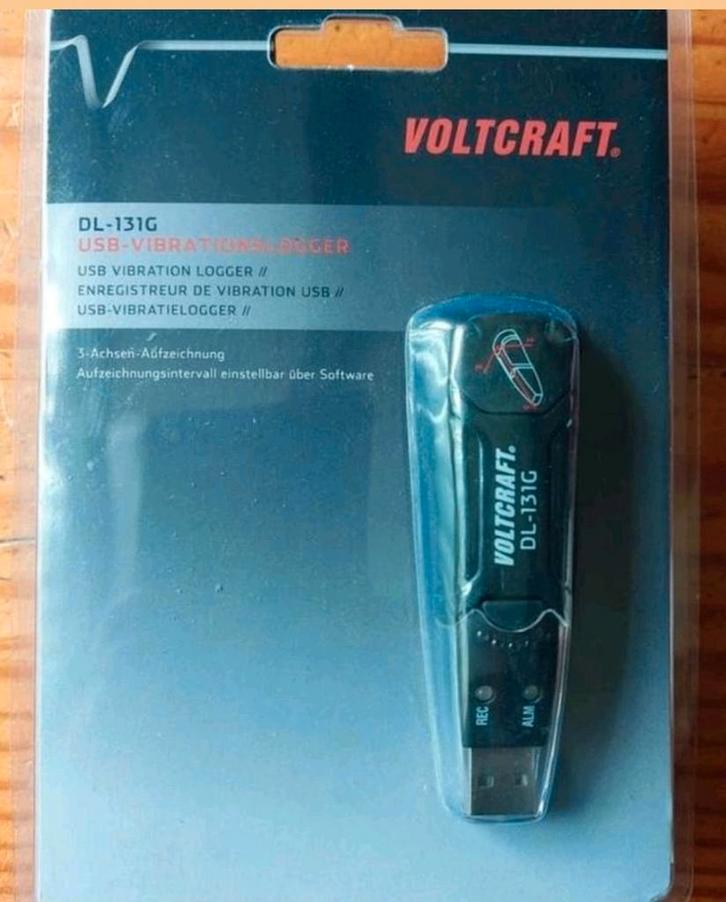 VOLTCRAFT®
DL-131G
USB-VIBRATIONSLOGGER
USB VIBRATION LOGGER //
ENREGISTREUR DE VIBRATION USB //
USB-VIBRATIELOGGER //
3-Achsen-Aufzeichnung
Aufzeichnungsintervall einstellbar über Software
VOLTCRAFT®
DL-131G
REC
ALM